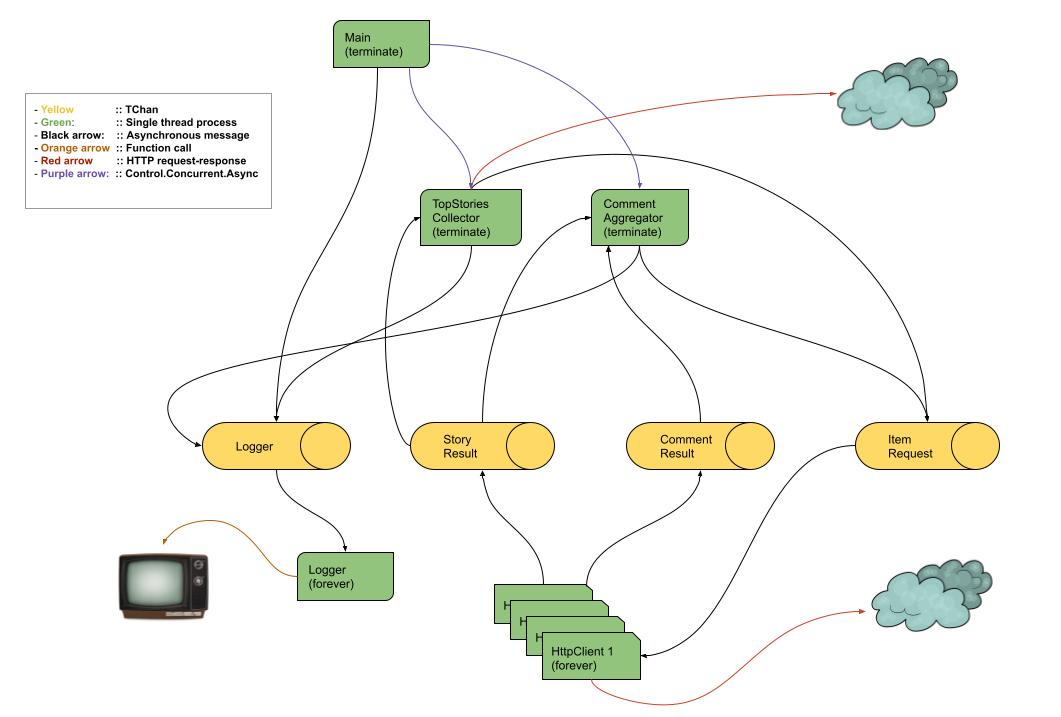 Main
(terminate)
- Yellow :: TChan
- Green: :: Single thread process
- Black arrow: :: Asynchronous message
- Orange arrow :: Function call
- Red arrow :: HTTP request-response
- Purple arrow: :: Control.Concurrent.Async
TopStories
Collector
(terminate)
Comment
Aggregator
(terminate)
Logger
Story
Result
Comment
Result
Item
Request
Logger
(forever)
H
H
H
HttpClient 1
(forever)